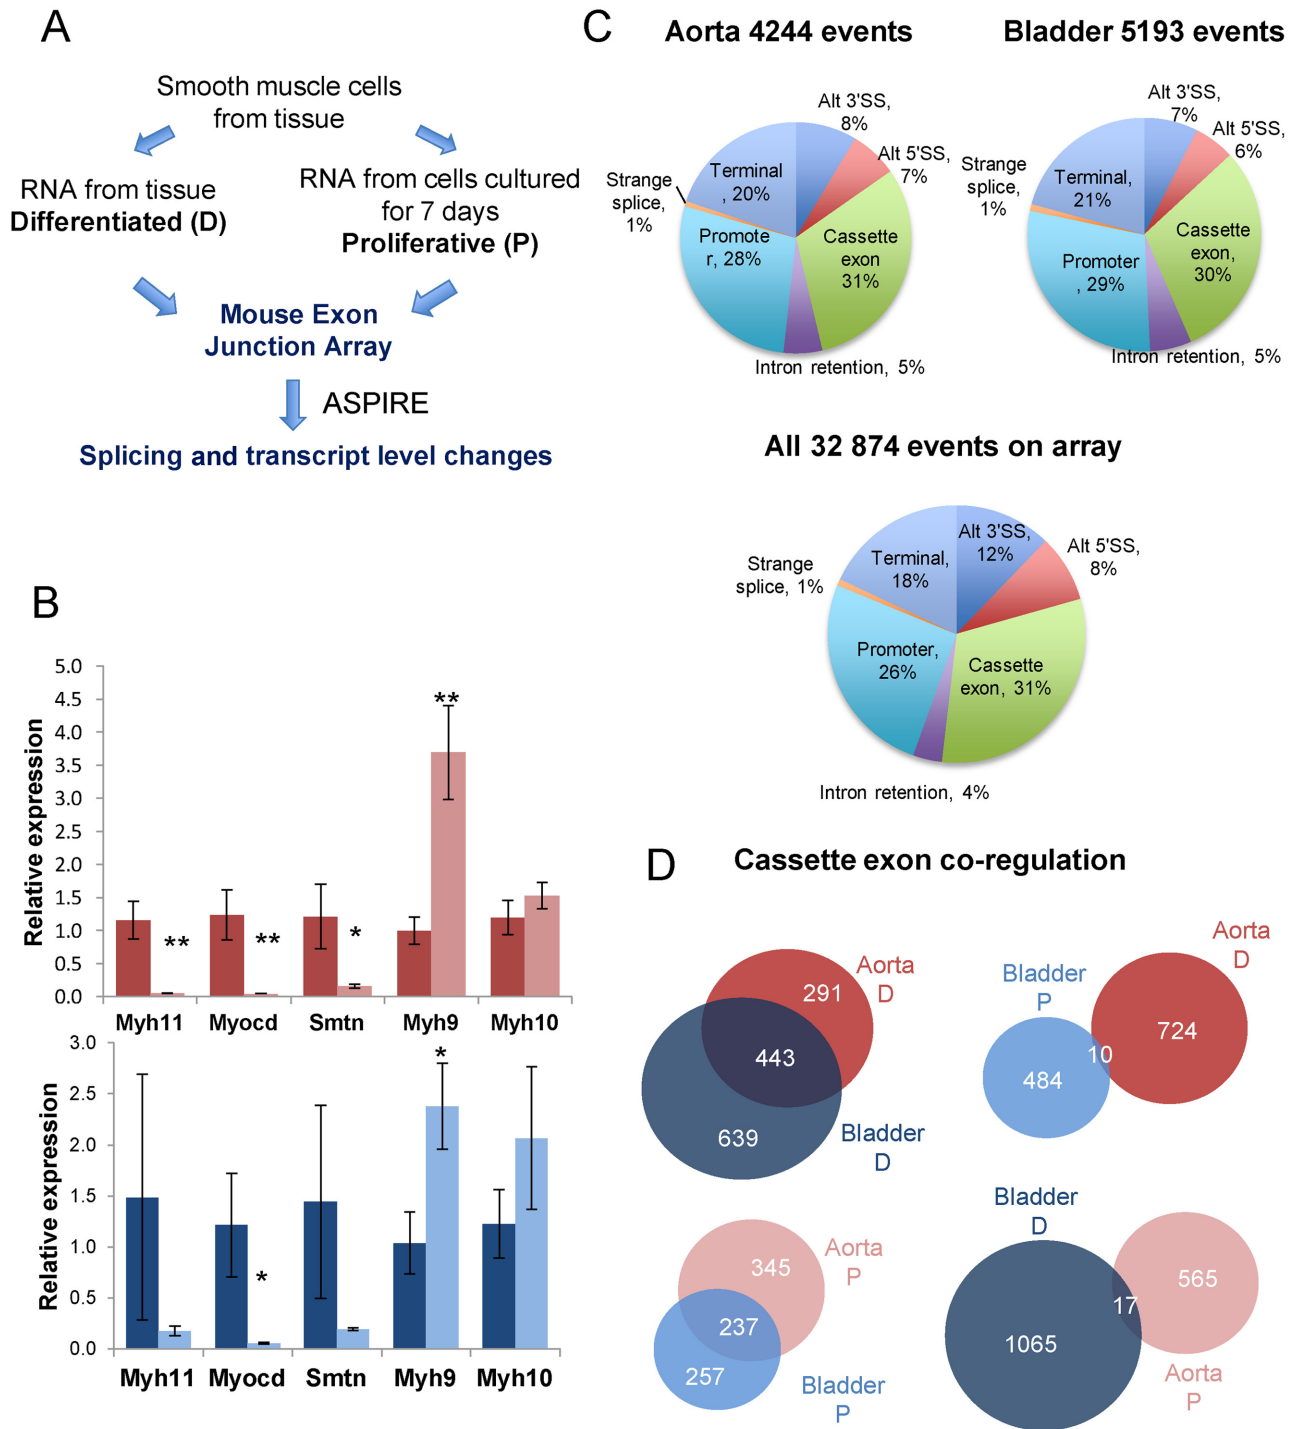 A
Smooth muscle cells
from tissue
RNA from tissue
Differentiated (D)
RNA from cells cultured
for 7 days
Proliferative (P)
Mouse Exon
Junction Array
ASPIRE
Splicing and transcript level changes
B
Relative expression
5.0
4.5
4.0
3.5
3.0
2.5
2.0
1.5
1.0
0.5
0.0
**
**
*
**
Myh11
Myocd
Smtn
Myh9
Myh10
Relative expression
3.0
2.5
2.0
1.5
1.0
0.5
0.0
*
*
Myh11
Myocd
Smtn
Myh9
Myh10
C
Aorta 4244 events
Alt 3'SS,
8%
Alt 5'SS,
7%
Cassette
exon
31%
Intron retention, 5%
Promote
r, 28%
Strange
splice,
1%
Terminal
, 20%
Bladder 5193 events
Alt 3'SS,
7%
Alt 5'SS,
6%
Cassette
exon,
30%
Intron retention, 5%
Promoter
, 29%
Strange
splice,
1%
Terminal,
21%
All 32 874 events on array
Alt 3'SS,
12%
Alt 5'SS,
8%
Cassette
exon, 31%
Intron retention, 4%
Promoter,
26%
Strange
splice, 1%
Terminal,
18%
D
Cassette exon co-regulation
Aorta
D
291
443
639
Bladder
D
Bladder
P
484
10
724
Aorta
D
Aorta
P
345
237
257
Bladder
P
Bladder
D
1065
17
565
Aorta
P